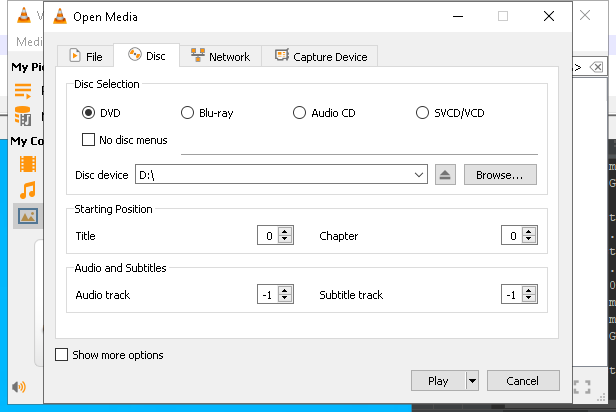 Open Media
Medi
My Pi
My Co
File
Disc
Network
Capture Device
Disc Selection
DVD
Blu-ray
Audio CD
SVCD/VCD
No disc menus
Disc device
D:\
Browse...
Starting Position
Title
0
Chapter
0
Audio and Subtitles
Audio track
-1
Subtitle track
-1
Show more options
Play
Cancel